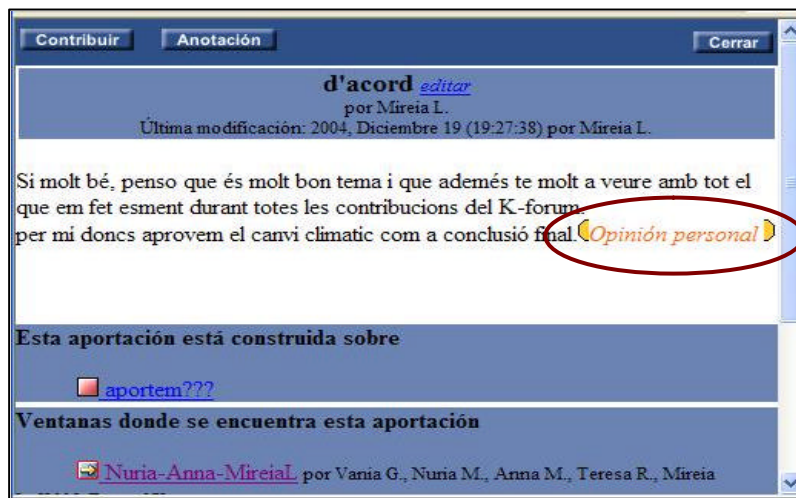 Contribuir Anotación Cerrar
d'acord editar
por Mireia L.
Última modificación: 2004, Diciembre 19 (19:27:38) por Mireia L.
Si molt bé, penso que és molt bon tema i que ademés te molt a veure amb tot el
que em fet esment durant totes les contribucions del K-forum.
per mi doncs aprovem el canvi climatic com a conclusió final. Opinión personal
Esta aportación está construida sobre
aportem???
Ventanas donde se encuentra esta aportación
Nuria-Anna-MireiaL por Vania G., Nuria M., Anna M., Teresa R., Mireia